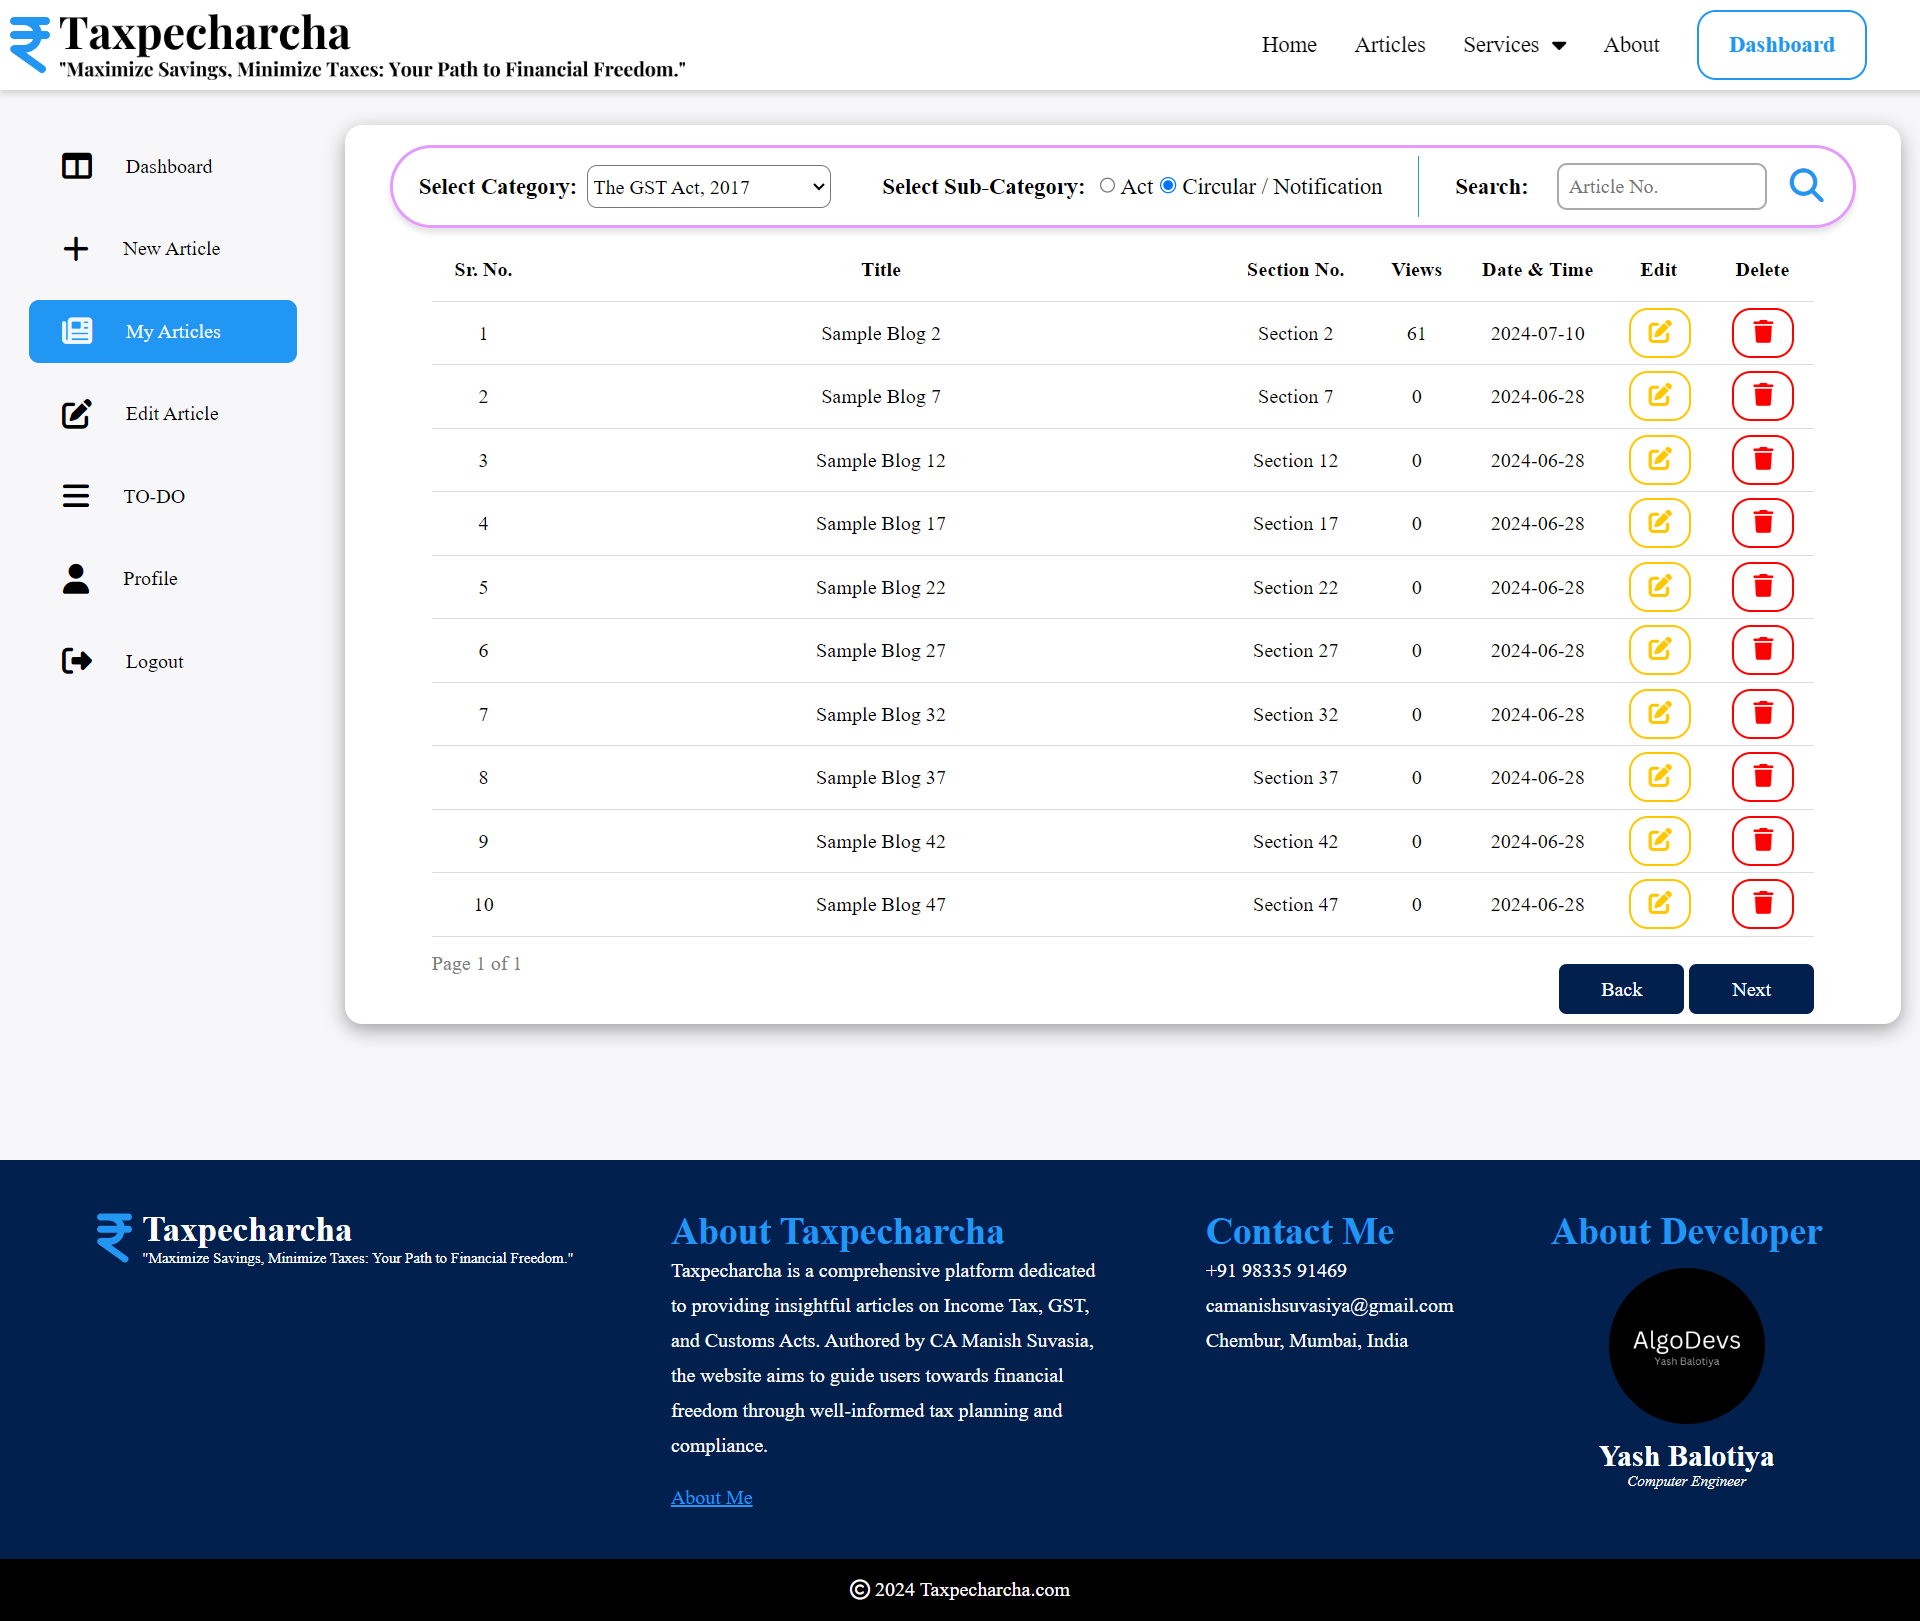 Taxpecharcha
"Maximize Savings, Minimize Taxes: Your Path to Financial Freedom."
Home Articles Services About Dashboard
Dashboard
New Article
My Articles
Edit Article
TO-DO
Profile
Logout
Select Category: The GST Act, 2017 Select Sub-Category: Act Circular / Notification Search: Article No.
Sr. No. Title Section No. Views Date & Time Edit Delete
1 Sample Blog 2 Section 2 61 2024-07-10
2 Sample Blog 7 Section 7 0 2024-06-28
3 Sample Blog 12 Section 12 0 2024-06-28
4 Sample Blog 17 Section 17 0 2024-06-28
5 Sample Blog 22 Section 22 0 2024-06-28
6 Sample Blog 27 Section 27 0 2024-06-28
7 Sample Blog 32 Section 32 0 2024-06-28
8 Sample Blog 37 Section 37 0 2024-06-28
9 Sample Blog 42 Section 42 0 2024-06-28
10 Sample Blog 47 Section 47 0 2024-06-28
Page 1 of 1
Back Next
Taxpecharcha
"Maximize Savings, Minimize Taxes: Your Path to Financial Freedom."
About Taxpecharcha
Taxpecharcha is a comprehensive platform dedicated
to providing insightful articles on Income Tax, GST,
and Customs Acts. Authored by CA Manish Suvasia,
the website aims to guide users towards financial
freedom through well-informed tax planning and
compliance.
About Me
Contact Me
+91 98335 91469
camanishsuvasiya@gmail.com
Chembur, Mumbai, India
About Developer
AlgoDevs
Yash Balotiya
Yash Balotiya
Computer Engineer
© 2024 Taxpecharcha.com